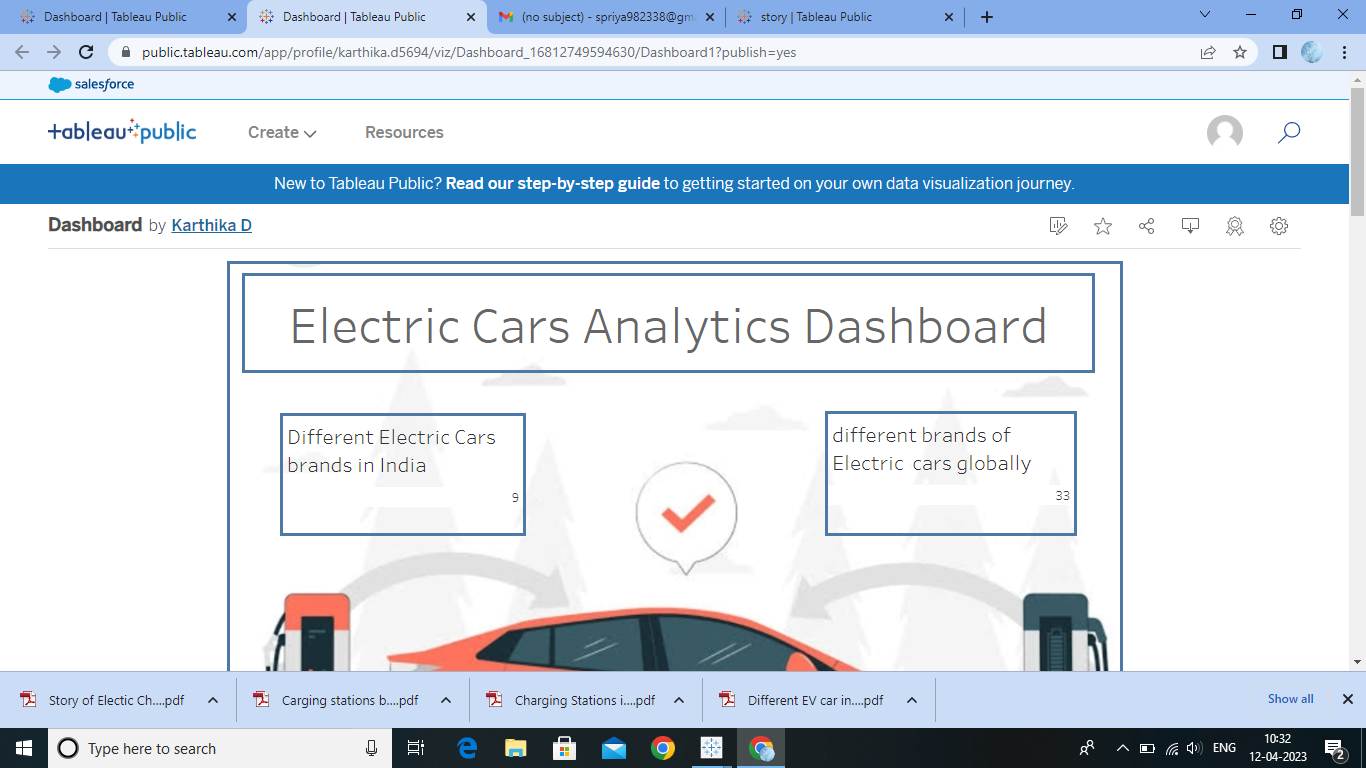 Dashboard | Tableau Public
Dashboard | Tableau Public
(no subject) - spriya982338@gm
story | Tableau Public
public.tableau.com/app/profile/karthika.d5694/viz/Dashboard_16812749594630/Dashboard1?publish=yes
salesforce
tableau public
Create
Resources
New to Tableau Public? Read our step-by-step guide to getting started on your own data visualization journey.
Dashboard by Karthika D
Electric Cars Analytics Dashboard
Different Electric Cars
brands in India
9
different brands of
Electric cars globally
33
Story of Electic Ch....pdf
Carging stations b....pdf
Charging Stations i....pdf
Different EV car in....pdf
Show all
Type here to search
ENG
10:32
12-04-2023
2